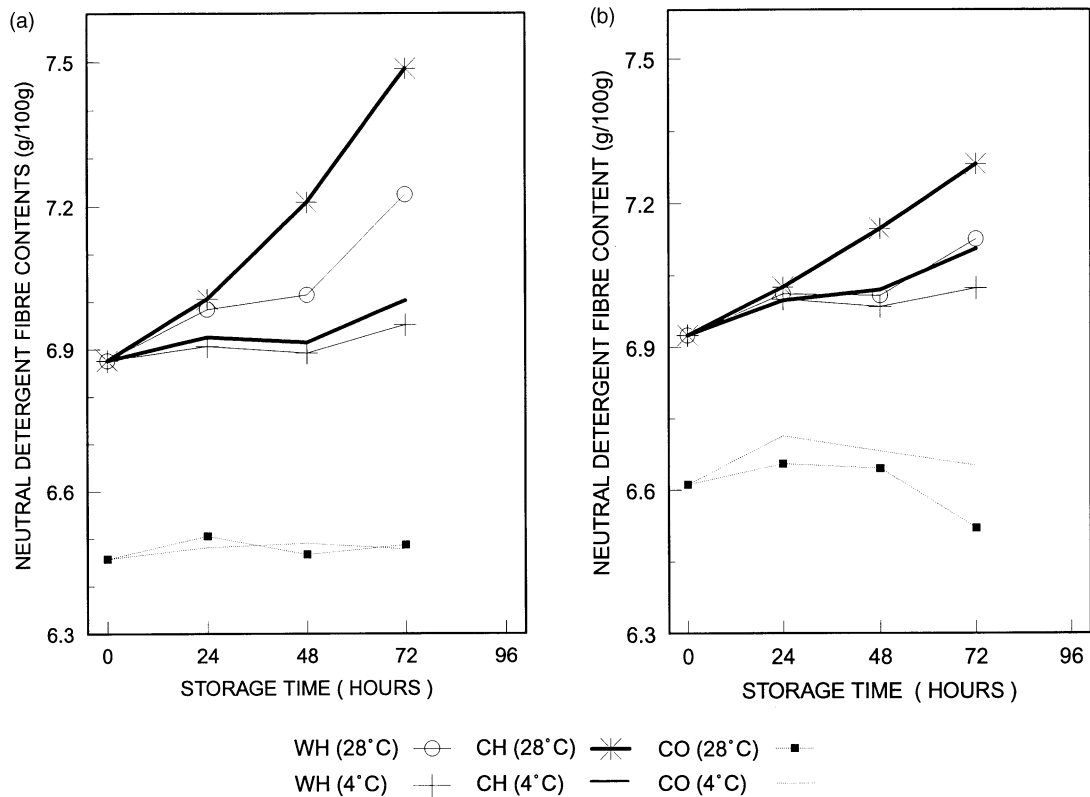 (a)
NEUTRAL DETERGENT FIBRE CONTENTS (g/100g)
7.5
7.2
6.9
6.6
6.3
0 24 48 72 96
STORAGE TIME ( HOURS )
(b)
NEUTRAL DETERGENT FIBRE CONTENT (g/100g)
7.5
7.2
6.9
6.6
6.3
0 24 48 72 96
STORAGE TIME ( HOURS )
WH (28°C) CH (28°C) CO (28°C)
WH (4°C) CH (4°C) CO (4°C)